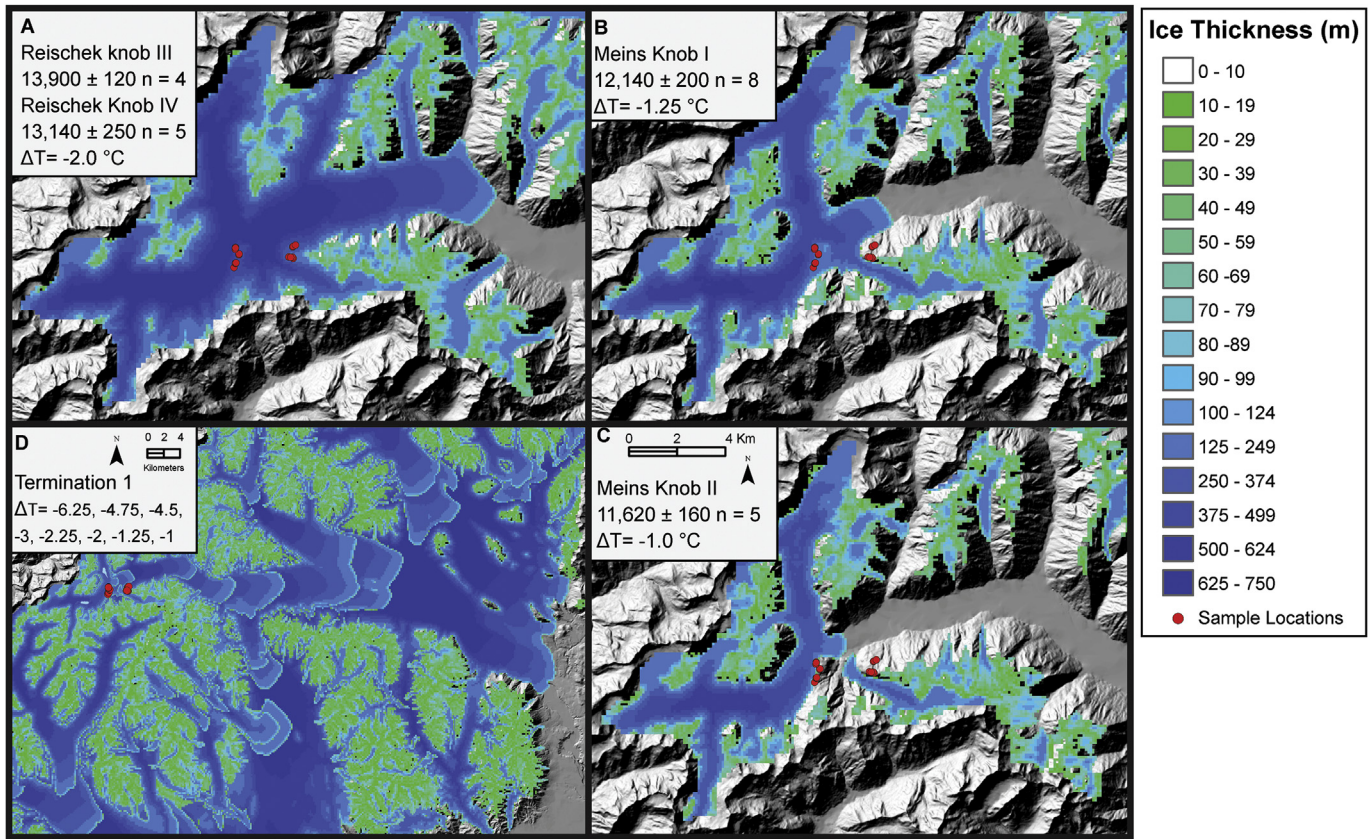 A
Reischek knob III
13,900 ± 120 n = 4
Reischek Knob IV
13,140 ± 250 n = 5
ΔT= -2.0 °C
B
Meins Knob I
12,140 ± 200 n = 8
ΔT= -1.25 °C
D
N
0 2 4
Kilometers
Termination 1
ΔT= -6.25, -4.75, -4.5,
-3, -2.25, -2, -1.25, -1
C
0 2 4 Km
N
Meins Knob II
11,620 ± 160 n = 5
ΔT= -1.0 °C
Ice Thickness (m)
0 - 10
10 - 19
20 - 29
30 - 39
40 - 49
50 - 59
60 -69
70 - 79
80 -89
90 - 99
100 - 124
125 - 249
250 - 374
375 - 499
500 - 624
625 - 750
Sample Locations